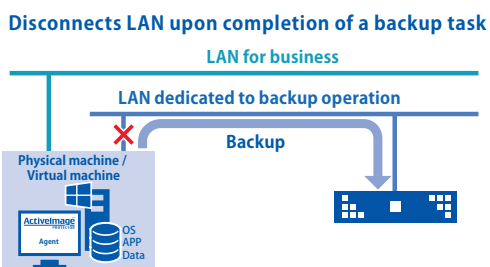 Disconnects LAN upon completion of a backup task
LAN for business
LAN dedicated to backup operation
Backup
Physical machine /
Virtual machine
ActiveImage
PROTECTOR
Agent
OS
APP
Data